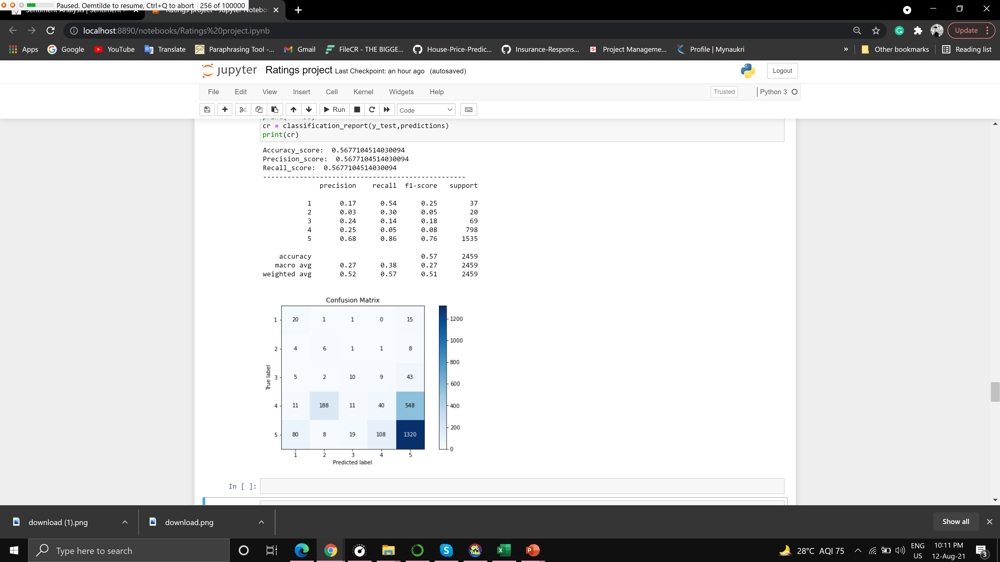 Paused. Oemtilde to resume, Ctrl+Q to abort 256 of 100000
Sentiment Analysis | Sentiment A
Ratings project - Jupyter Notebo
localhost:8890/notebooks/Ratings%20project.ipynb
Update
Apps Google YouTube Translate Paraphrasing Tool -... Gmail FileCR - THE BIGGE... House-Price-Predic... Insurance-Respons... Project Manageme... Profile | Mynaukri » Other bookmarks Reading list
jupyter Ratings project Last Checkpoint: an hour ago (autosaved)
Logout
File Edit View Insert Cell Kernel Widgets Help
Trusted Python 3
Run Code
cr = classification_report(y_test,predictions)
print(cr)
Accuracy_score:  0.5677104514030094
Precision_score:  0.5677104514030094
Recall_score:  0.5677104514030094
--------------------------------------------------
precision recall f1-score support
1 0.17 0.54 0.25 37
2 0.03 0.30 0.05 20
3 0.24 0.14 0.18 69
4 0.25 0.05 0.08 798
5 0.68 0.86 0.76 1535
accuracy 0.57 2459
macro avg 0.27 0.38 0.27 2459
weighted avg 0.52 0.57 0.51 2459
Confusion Matrix
1 20 1 1 0 15
2 4 6 1 1 8
3 5 2 10 9 43
4 11 188 11 40 548
5 80 8 19 108 1320
1 2 3 4 5
True label
Predicted label
1200
1000
800
600
400
200
0
In [ ]:
download (1).png
download.png
Show all
Type here to search
28°C AQI 75
ENG
US
10:11 PM
12-Aug-21
3